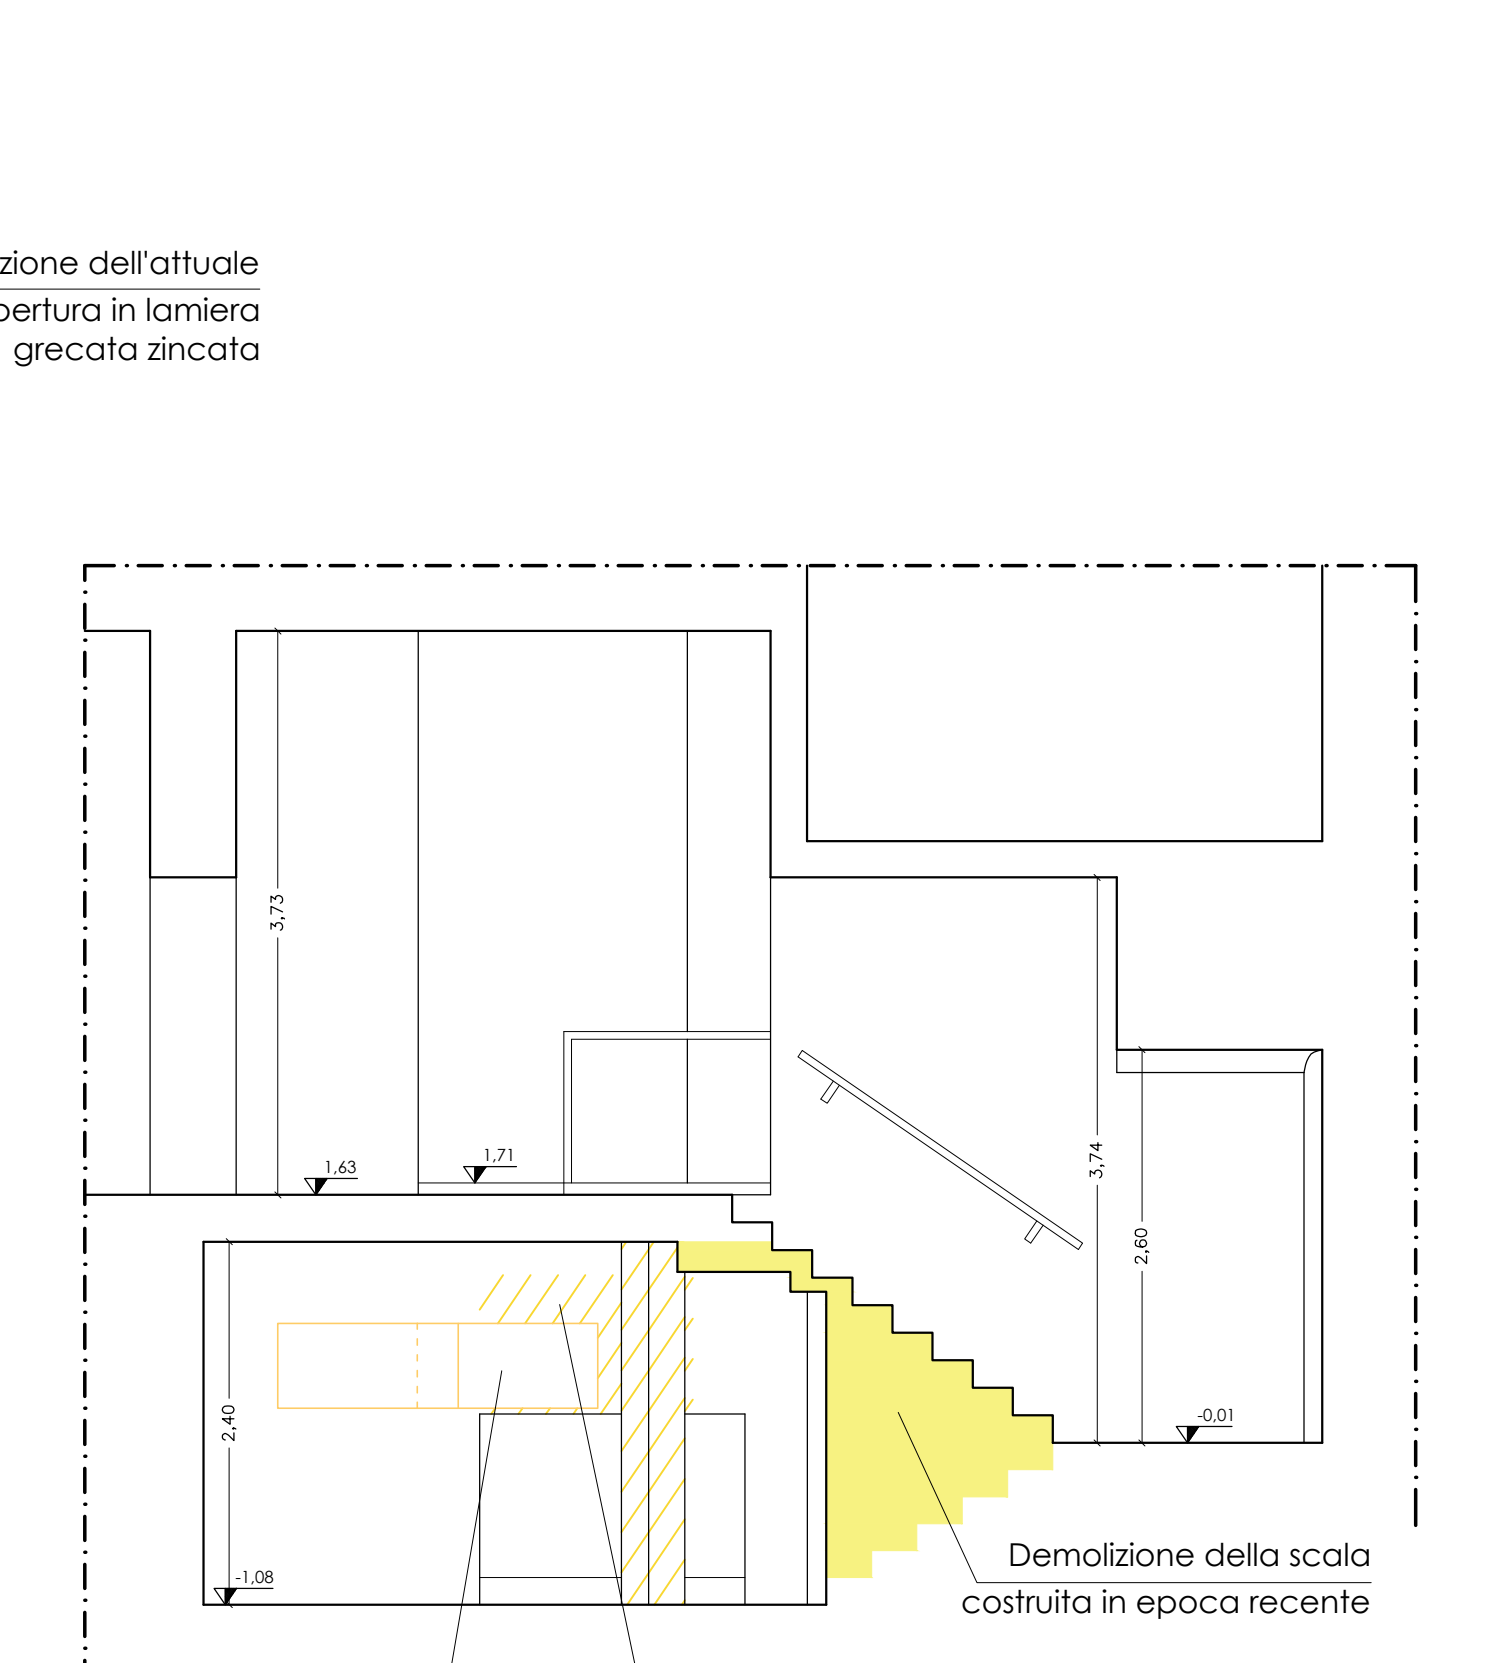 zione dell'attuale
pertura in lamiera
grecata zincata
3,73
1,63
1,71
3,74
2,60
-0,01
2,40
-1,08
Demolizione della scala
costruita in epoca recente